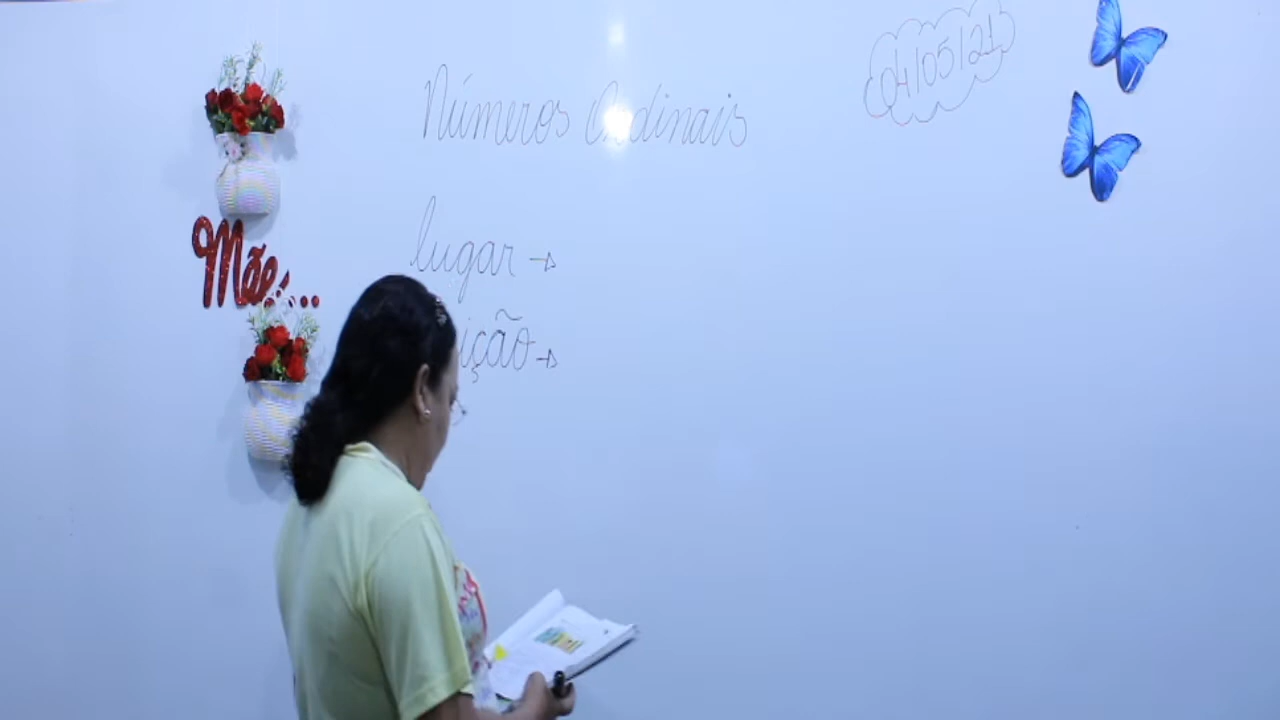 04/05/21
Números Ordinais
lugar →
ição →
Mãe...